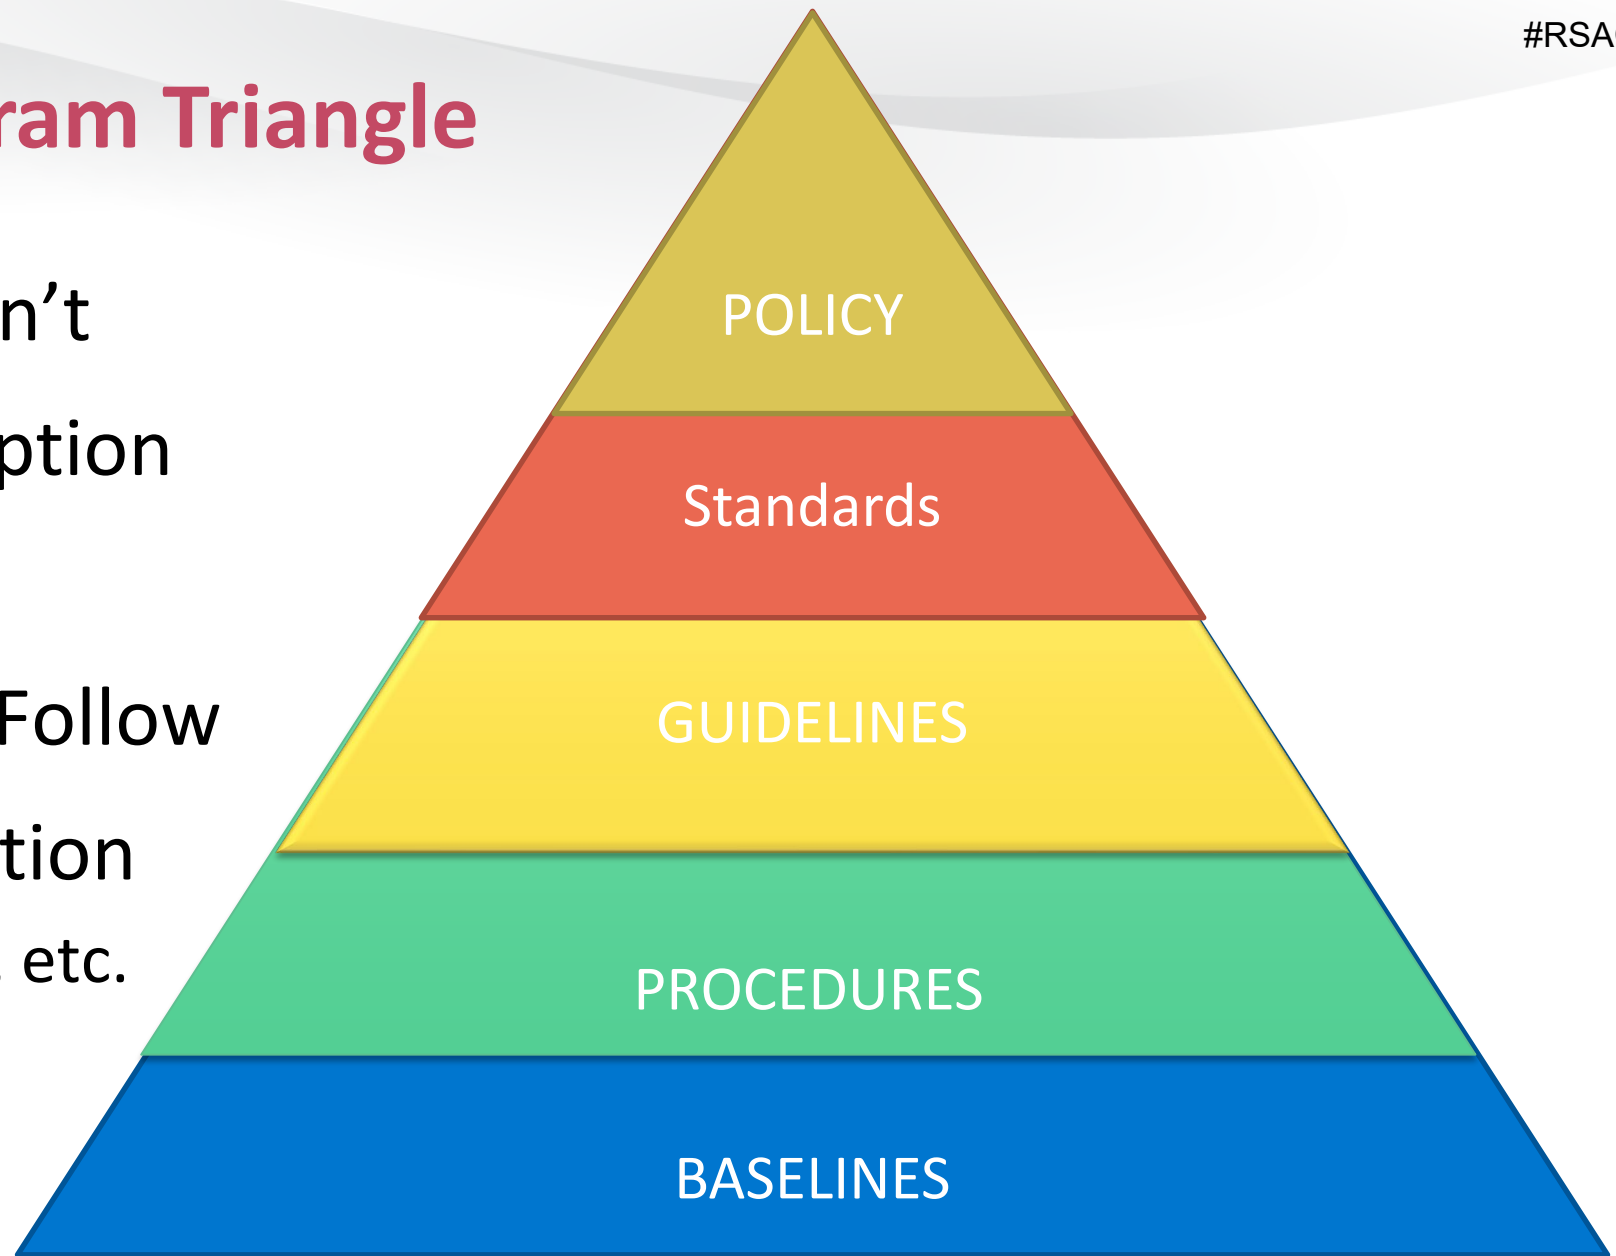 #RSA
ram Triangle
n’t
ption
Follow
tion
. etc.
POLICY
Standards
GUIDELINES
PROCEDURES
BASELINES